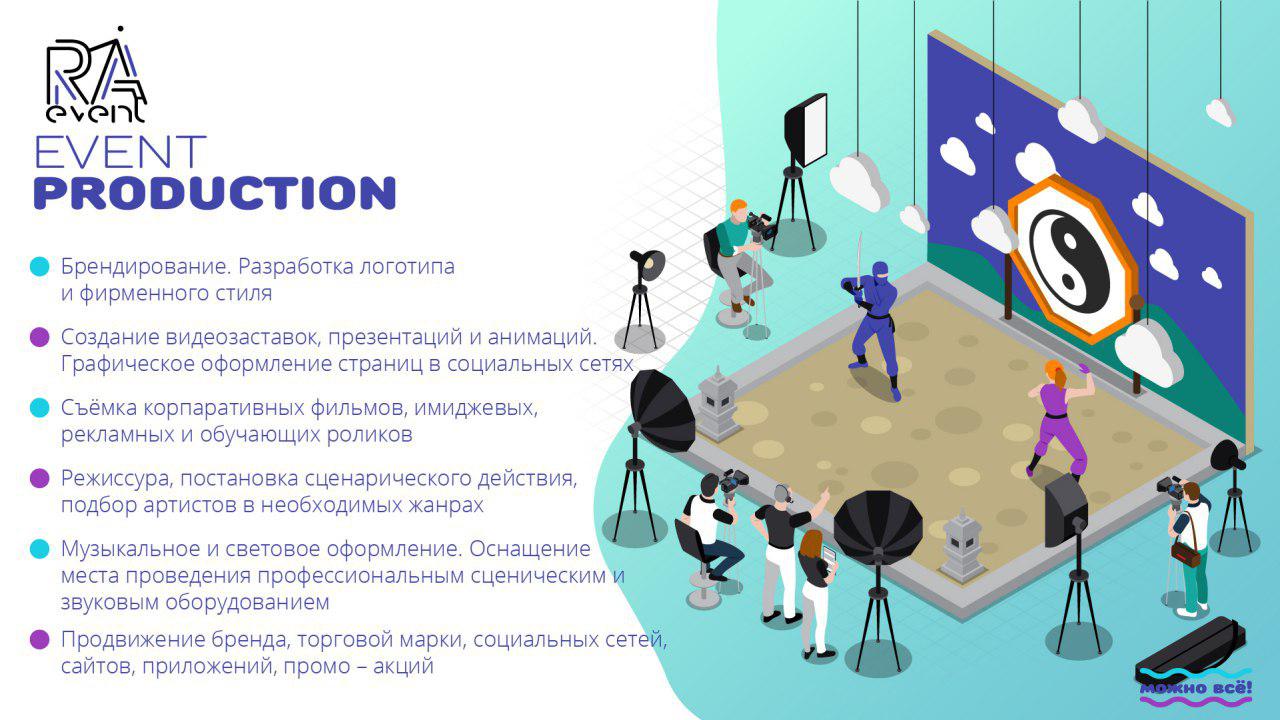 RA
event
EVENT
PRODUCTION
Брендирование. Разработка логотипа
и фирменного стиля
Создание видеозаставок, презентаций и анимаций.
Графическое оформление страниц в социальных сетях
Съёмка корпаративных фильмов, имиджевых,
рекламных и обучающих роликов
Режиссура, постановка сценарического действия,
подбор артистов в необходимых жанрах
Музыкальное и световое оформление. Оснащение
места проведения профессиональным сценическим и
звуковым оборудованием
Продвижение бренда, торговой марки, социальных сетей,
сайтов, приложений, промо – акций
можно всё!